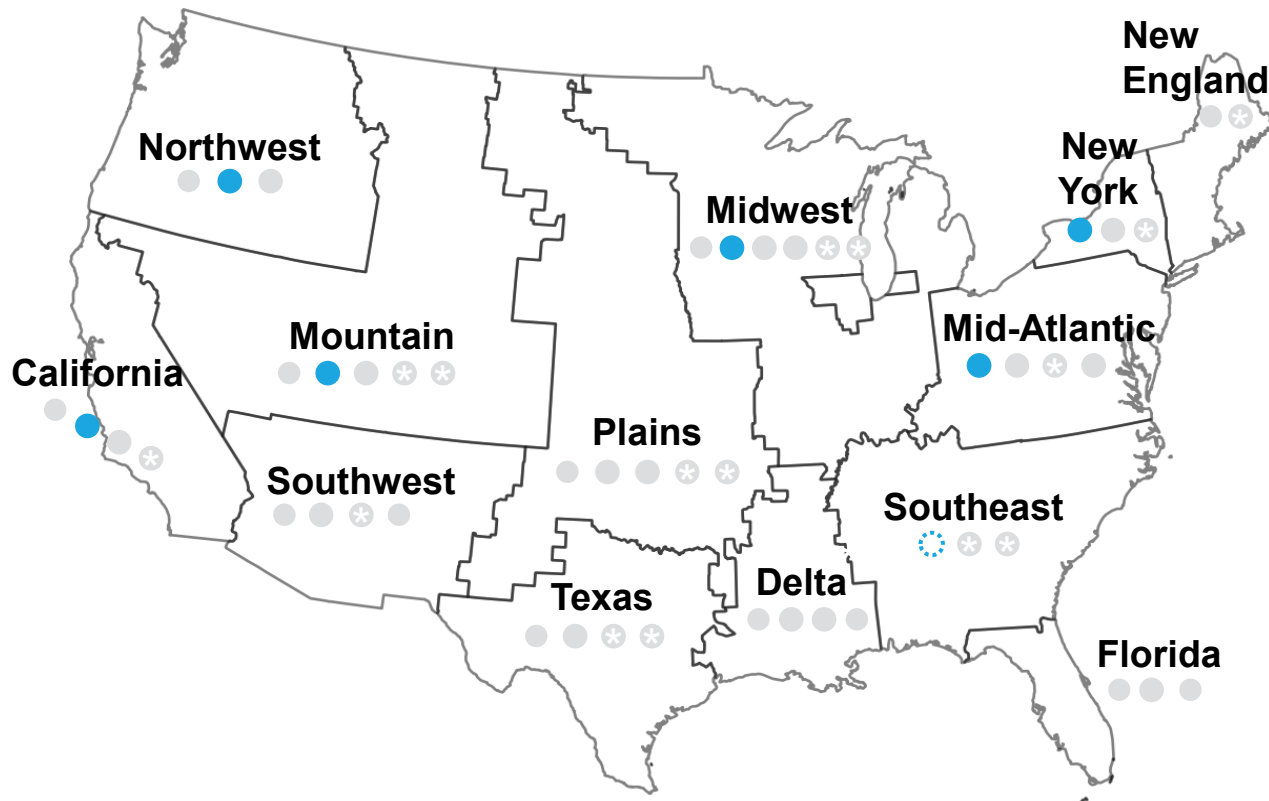 New
England
Northwest
New
York
Midwest
Mountain
Mid-Atlantic
California
Plains
Southwest
Southeast
Texas
Delta
Florida